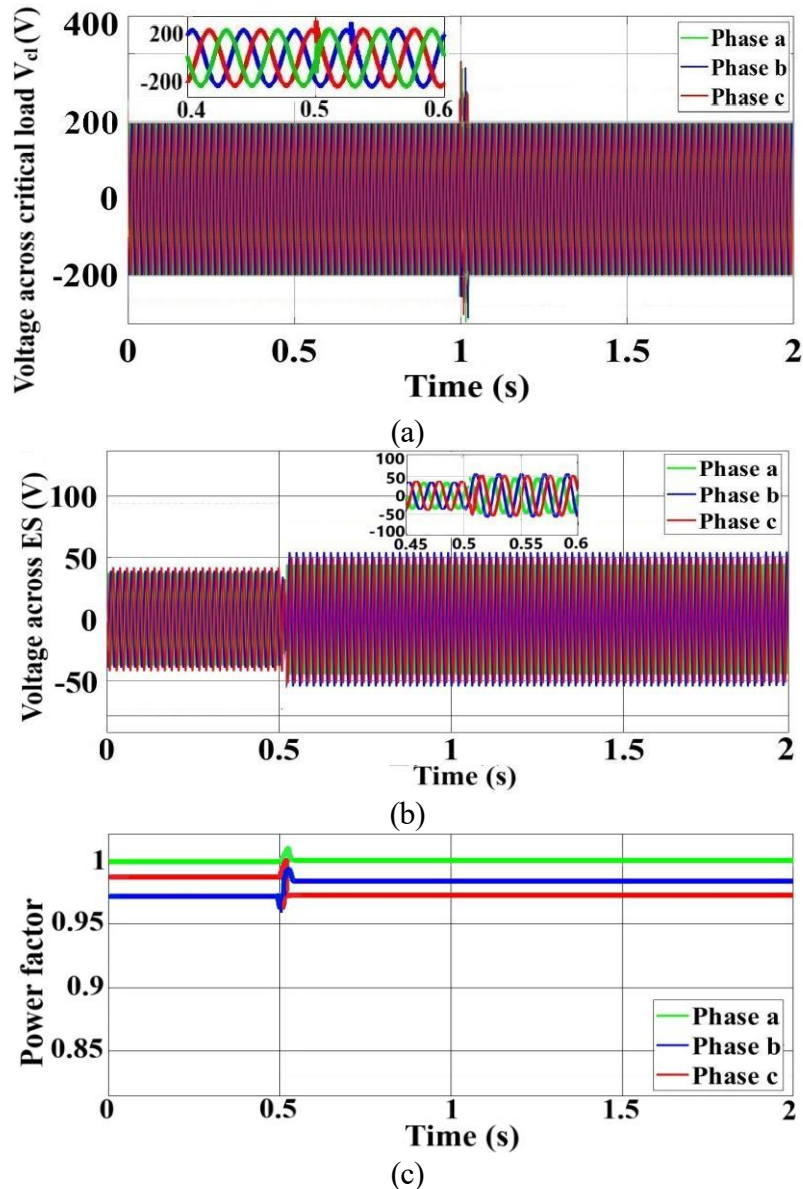 Voltage across critical load Vcl (V)
400
200
0
-200
200
0
-200
0.4
0.5
0.6
Phase a
Phase b
Phase c
0
0.5
1
1.5
2
Time (s)
(a)
Voltage across ES (V)
100
50
0
-50
100
50
0
-50
-100
0.45
0.5
0.55
0.6
Phase a
Phase b
Phase c
0
0.5
1
1.5
2
Time (s)
(b)
Power factor
1
0.95
0.9
0.85
Phase a
Phase b
Phase c
0
0.5
1
1.5
2
Time (s)
(c)